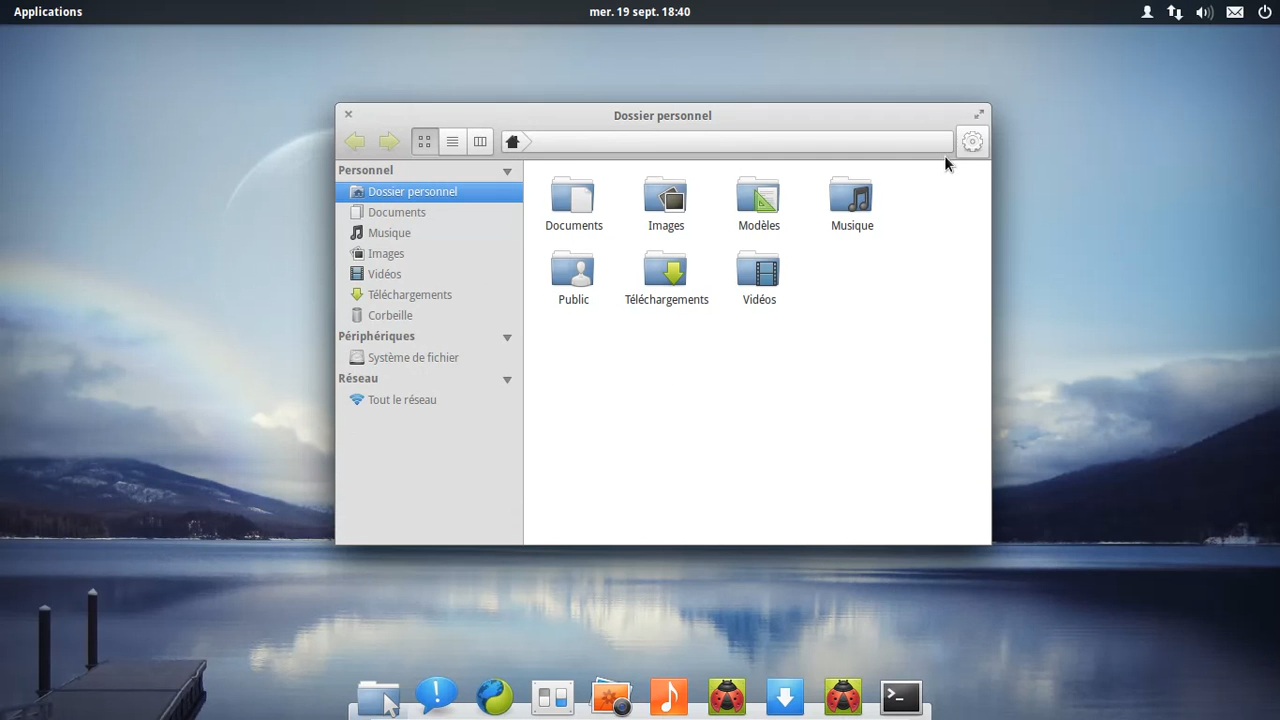 Applications
mer. 19 sept. 18:40
Dossier personnel
Personnel
Dossier personnel
Documents
Musique
Images
Vidéos
Téléchargements
Corbeille
Périphériques
Système de fichier
Réseau
Tout le réseau
Documents
Images
Modèles
Musique
Public
Téléchargements
Vidéos